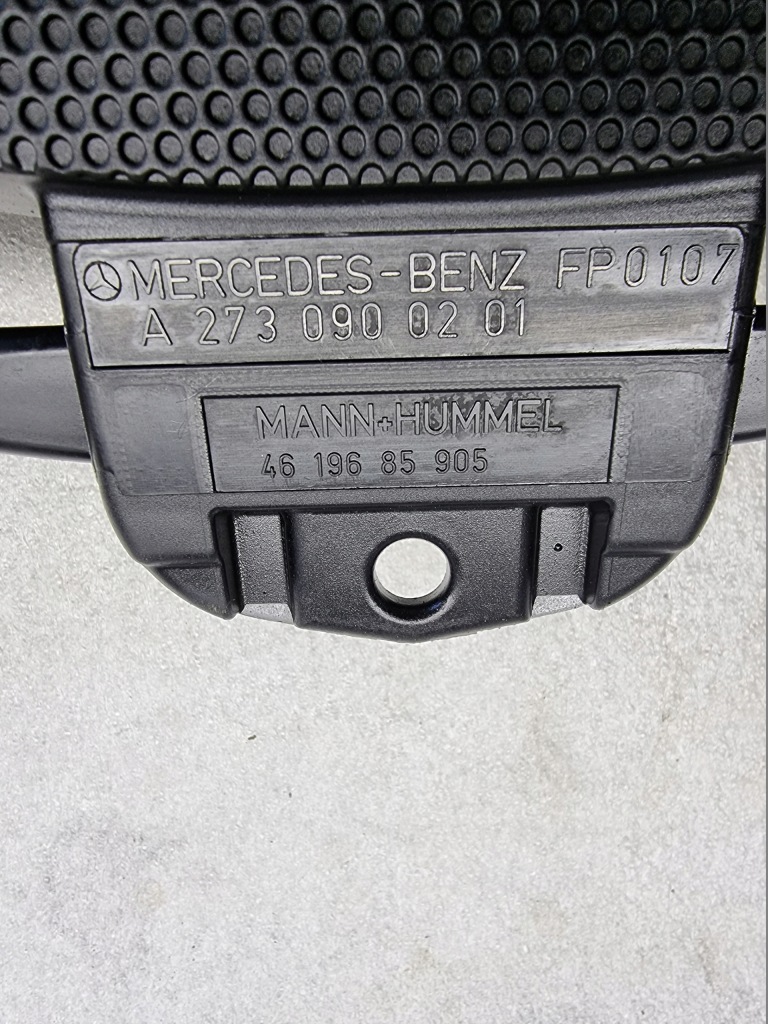 MERCEDES-BENZ FP0107
A 273 090 02 01
MANN+HUMMEL
46 196 85 905